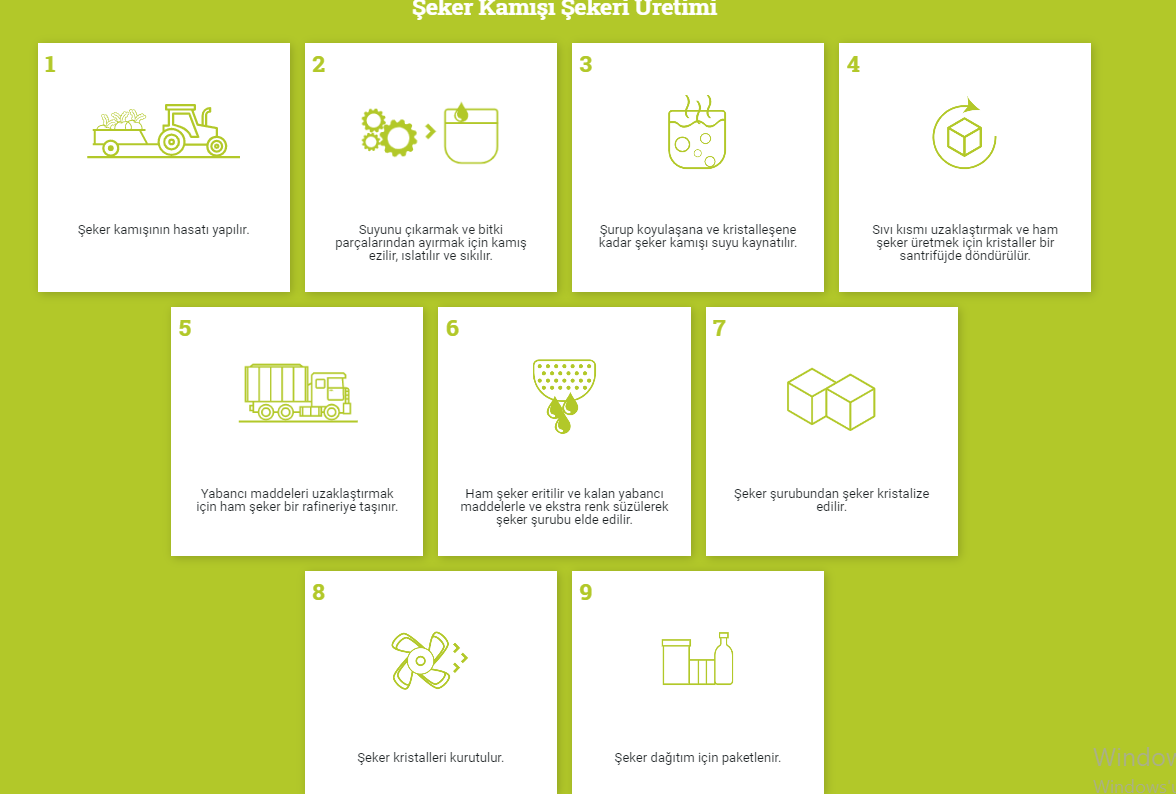 Şeker Kamışı Şekeri Üretimi
1
Şeker kamışının hasatı yapılır.
2
Suyunu çıkarmak ve bitki
parçalarından ayırmak için kamış
ezilir, ıslatılır ve sıkılır.
3
Şurup koyulaşana ve kristalleşene
kadar şeker kamışı suyu kaynatılır.
4
Sıvı kısmı uzaklaştırmak ve ham
şeker üretmek için kristaller bir
santrifüjde döndürülür.
5
Yabancı maddeleri uzaklaştırmak
için ham şeker bir rafineriye taşınır.
6
Ham şeker eritilir ve kalan yabancı
maddelerle ve ekstra renk süzülerek
şeker şurubu elde edilir.
7
Şeker şurubundan şeker kristalize
edilir.
8
Şeker kristalleri kurutulur.
9
Şeker dağıtım için paketlenir.